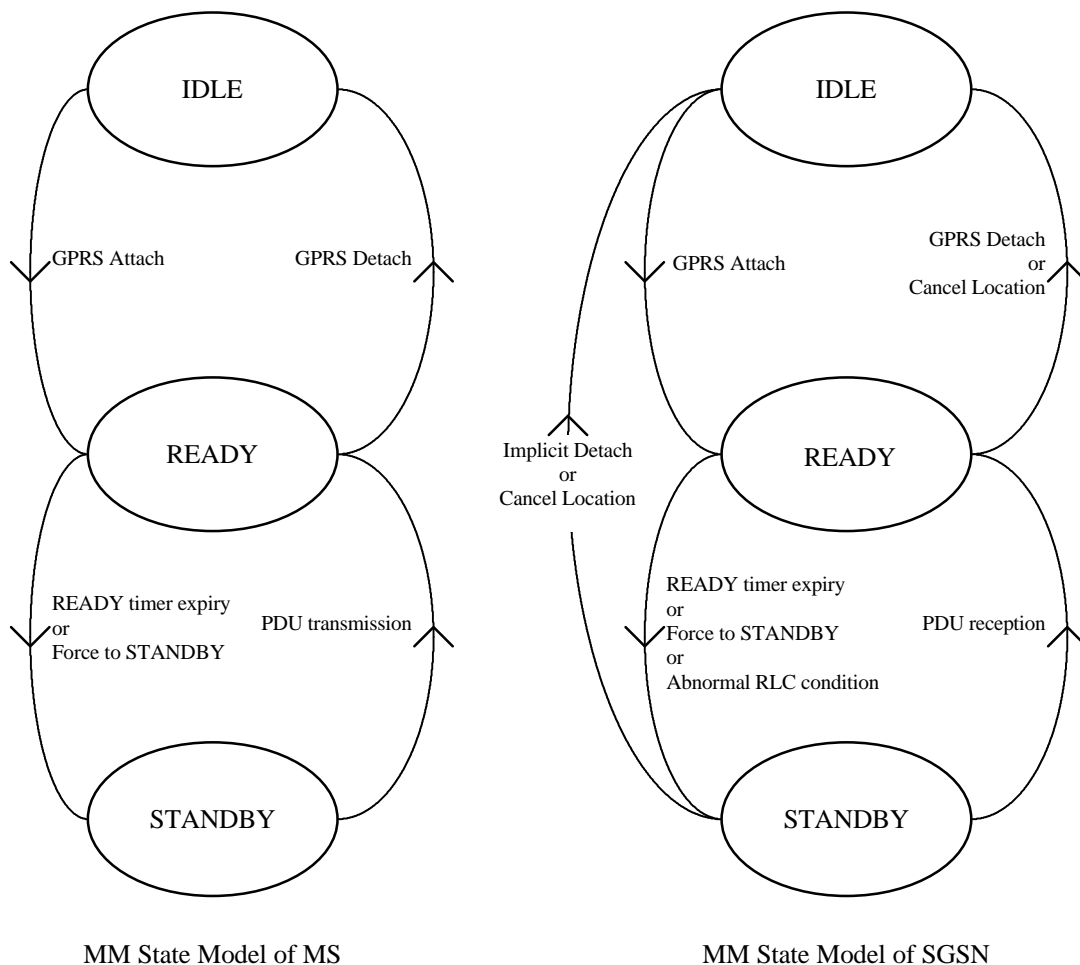 IDLE
GPRS Attach
GPRS Detach
READY
READY timer expiry
or
Force to STANDBY
PDU transmission
STANDBY
MM State Model of MS
IDLE
GPRS Attach
GPRS Detach
or
Cancel Location
Implicit Detach
or
Cancel Location
READY
READY timer expiry
or
Force to STANDBY
or
Abnormal RLC condition
PDU reception
STANDBY
MM State Model of SGSN